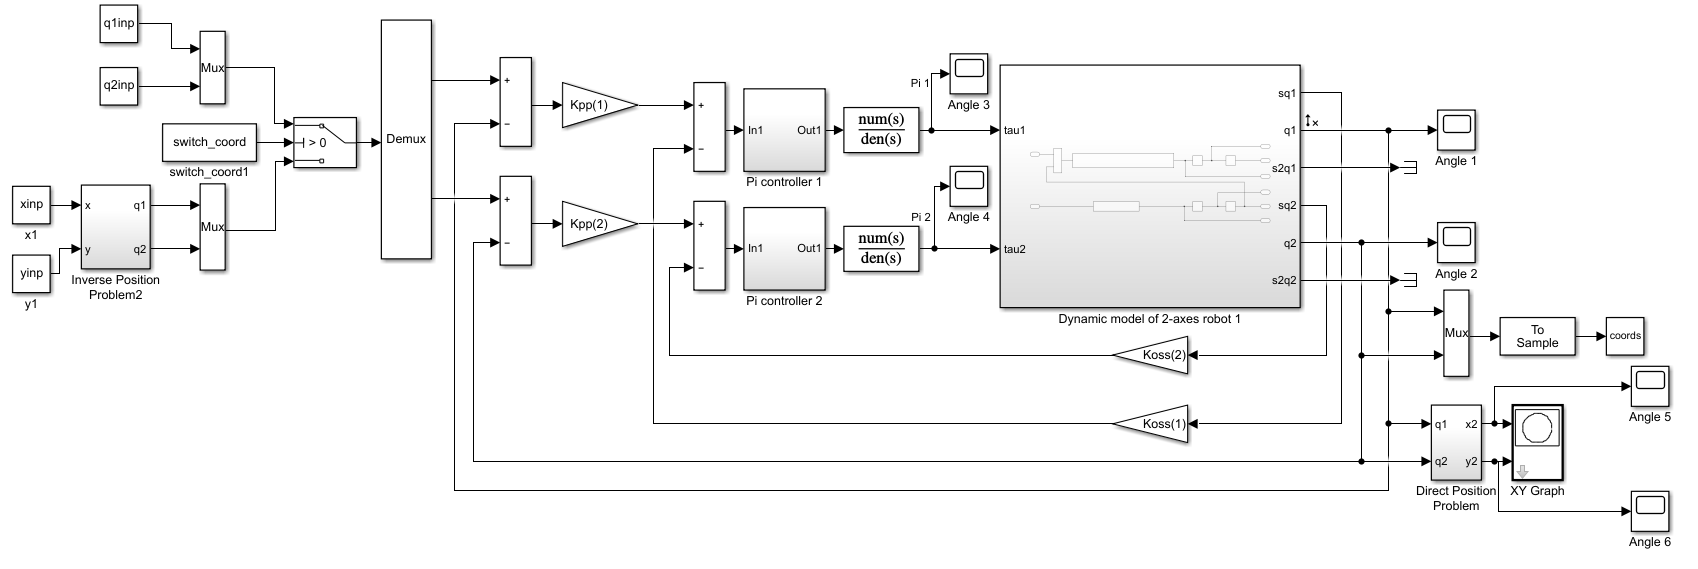 q1inp
q2inp
Mux
switch_coord
switch_coord1
> 0
xinp
x1
yinp
y1
x
y
q1
q2
Inverse Position
Problem2
Mux
Demux
+
−
+
−
Kpp(1)
Kpp(2)
+
−
+
−
In1
Out1
Pi controller 1
In1
Out1
Pi controller 2
num(s)
den(s)
num(s)
den(s)
Pi 1
Angle 3
Pi 2
Angle 4
tau1
tau2
sq1
q1
s2q1
sq2
q2
s2q2
Dynamic model of 2-axes robot 1
Angle 1
Angle 2
Koss(2)
Koss(1)
Mux
To
Sample
coords
q1
q2
x2
y2
Direct Position
Problem
XY Graph
Angle 5
Angle 6